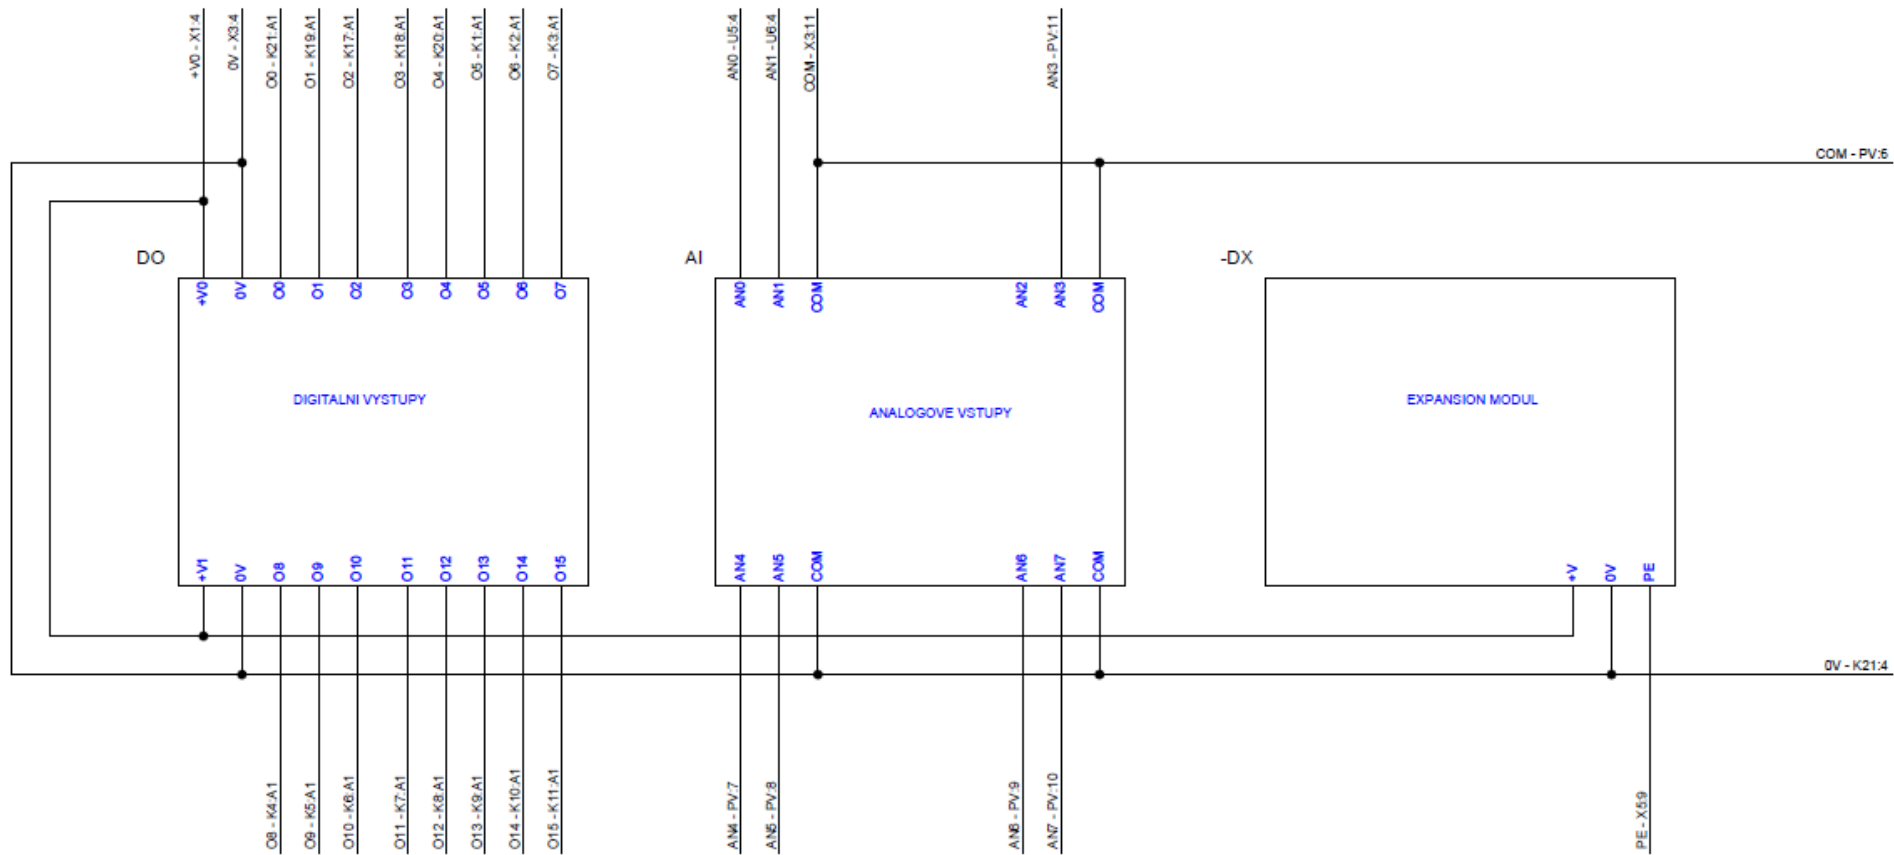 +V0 - X1:4
0V - X3:4
O0 - K21:A1
O1 - K19:A1
O2 - K17:A1
O3 - K18:A1
O4 - K20:A1
O5 - K1:A1
O6 - K2:A1
O7 - K3:A1
AN0 - U5:4
AN1 - U6:4
COM - X3:11
AN3 - PV:11
COM - PV:6
DO
AI
-DX
+V0
0V
O0
O1
O2
O3
O4
O5
O6
O7
AN0
AN1
COM
AN2
AN3
COM
DIGITALNI VYSTUPY
ANALOGOVE VSTUPY
EXPANSION MODUL
+V1
0V
O8
O9
O10
O11
O12
O13
O14
O15
AN4
AN5
COM
AN6
AN7
COM
+V
0V
PE
0V - K21:4
O8 - K4:A1
O9 - K5:A1
O10 - K6:A1
O11 - K7:A1
O12 - K8:A1
O13 - K9:A1
O14 - K10:A1
O15 - K11:A1
AN4 - PV:7
AN5 - PV:8
AN6 - PV:9
AN7 - PV:10
PE - X5:9